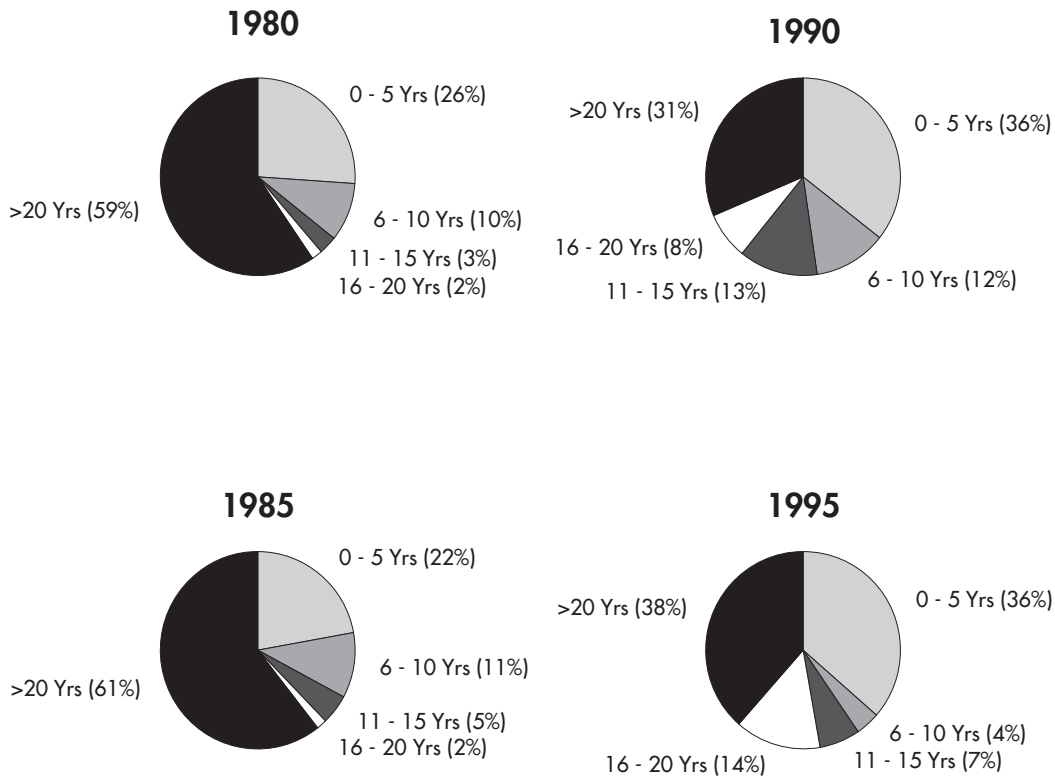 1980
0 - 5 Yrs (26%)
>20 Yrs (59%)
6 - 10 Yrs (10%)
11 - 15 Yrs (3%)
16 - 20 Yrs (2%)
1990
>20 Yrs (31%)
0 - 5 Yrs (36%)
16 - 20 Yrs (8%)
6 - 10 Yrs (12%)
11 - 15 Yrs (13%)
1985
0 - 5 Yrs (22%)
6 - 10 Yrs (11%)
>20 Yrs (61%)
11 - 15 Yrs (5%)
16 - 20 Yrs (2%)
1995
0 - 5 Yrs (36%)
>20 Yrs (38%)
6 - 10 Yrs (4%)
11 - 15 Yrs (7%)
16 - 20 Yrs (14%)